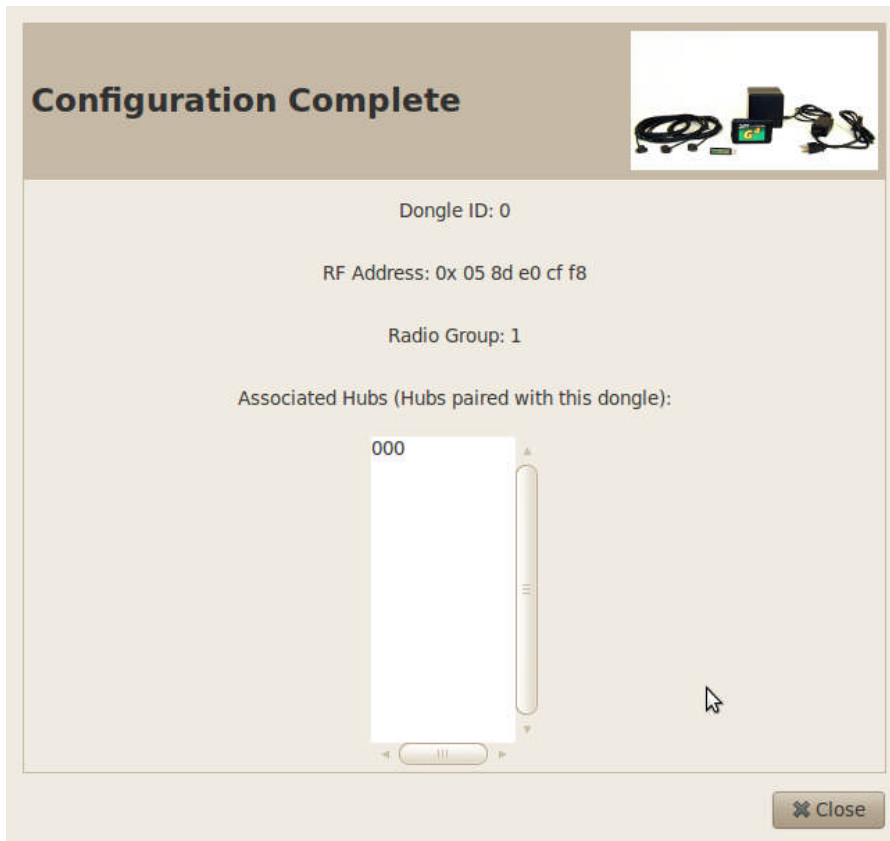 Configuration Complete
G4
Dongle ID: 0
RF Address: 0x 05 8d e0 cf f8
Radio Group: 1
Associated Hubs (Hubs paired with this dongle):
000
Close